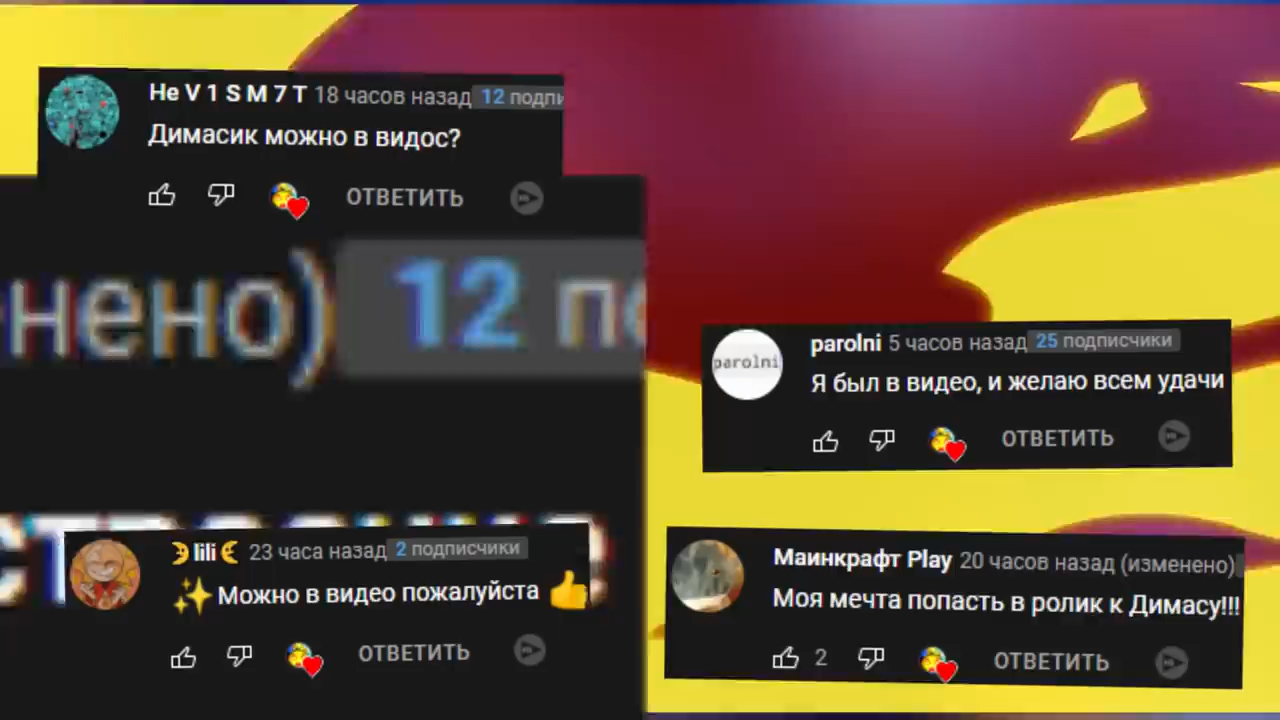 Не V 1 S M 7 T 18 часов назад 12 подпи
Димасик можно в видос?
ОТВЕТИТЬ
нено) 12 по
parolni
parolni 5 часов назад 25 подписчики
Я был в видео, и желаю всем удачи
ОТВЕТИТЬ
lili 23 часа назад 2 подписчики
✨Можно в видео пожалуйста 👍
ОТВЕТИТЬ
Маинкрафт Play 20 часов назад (изменено)
Моя мечта попасть в ролик к Димасу!!!
2 ОТВЕТИТЬ